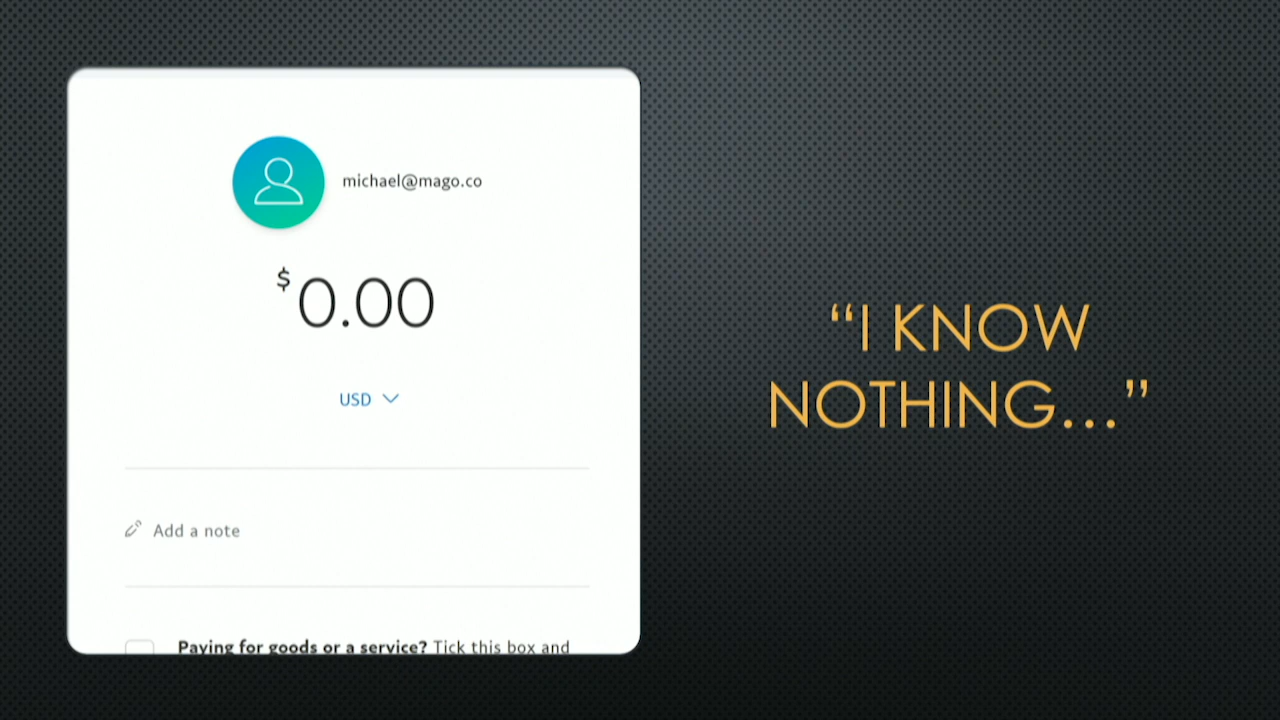 michael@mago.co
$0.00
USD
Add a note
Paying for goods or a service? Tick this box and
“I KNOW
NOTHING...”